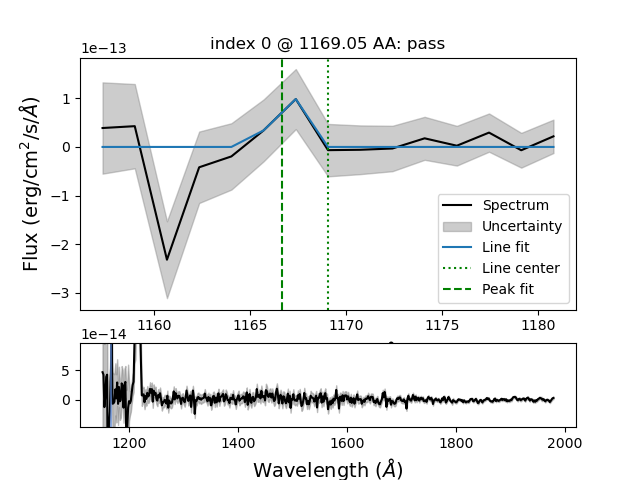 index 0 @ 1169.05 AA: pass
1e−13
Flux (erg/cm²/s/Å)
1
0
−1
−2
−3
Spectrum
Uncertainty
Line fit
Line center
Peak fit
1160 1165 1170 1175 1180
1e−14
5
0
1200 1400 1600 1800 2000
Wavelength (Å)